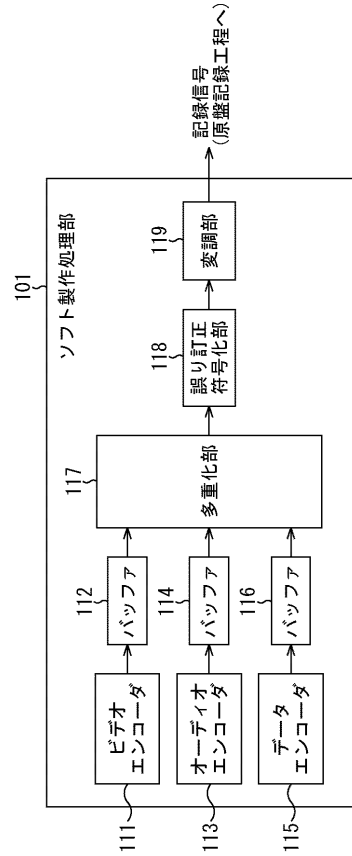 101
ソフト製作処理部
111
ビデオ
エンコーダ
112
バッファ
113
オーディオ
エンコーダ
114
バッファ
115
データ
エンコーダ
116
バッファ
117
多重化部
118
誤り訂正
符号化部
119
変調部
記録信号
(原盤記録工程へ)